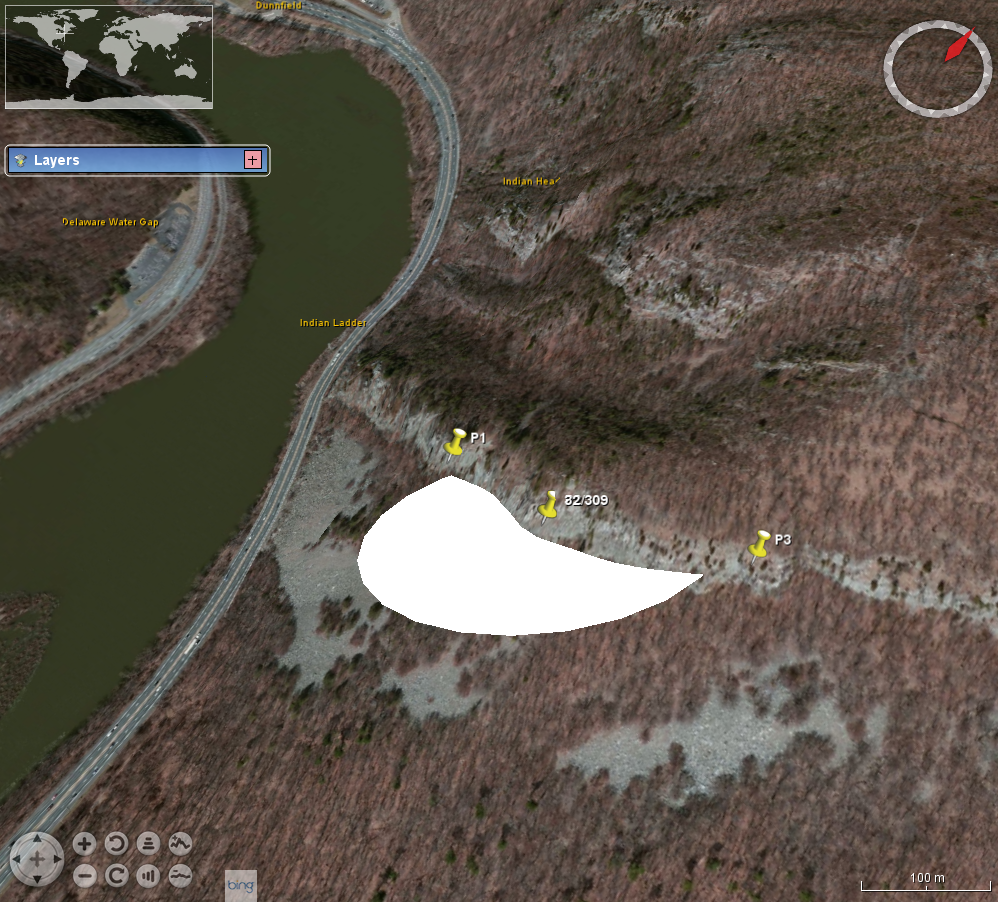 Dunnfield
Layers
Indian Hea
Delaware Water Gap
Indian Ladder
P1
32/309
P3
100 m
bing